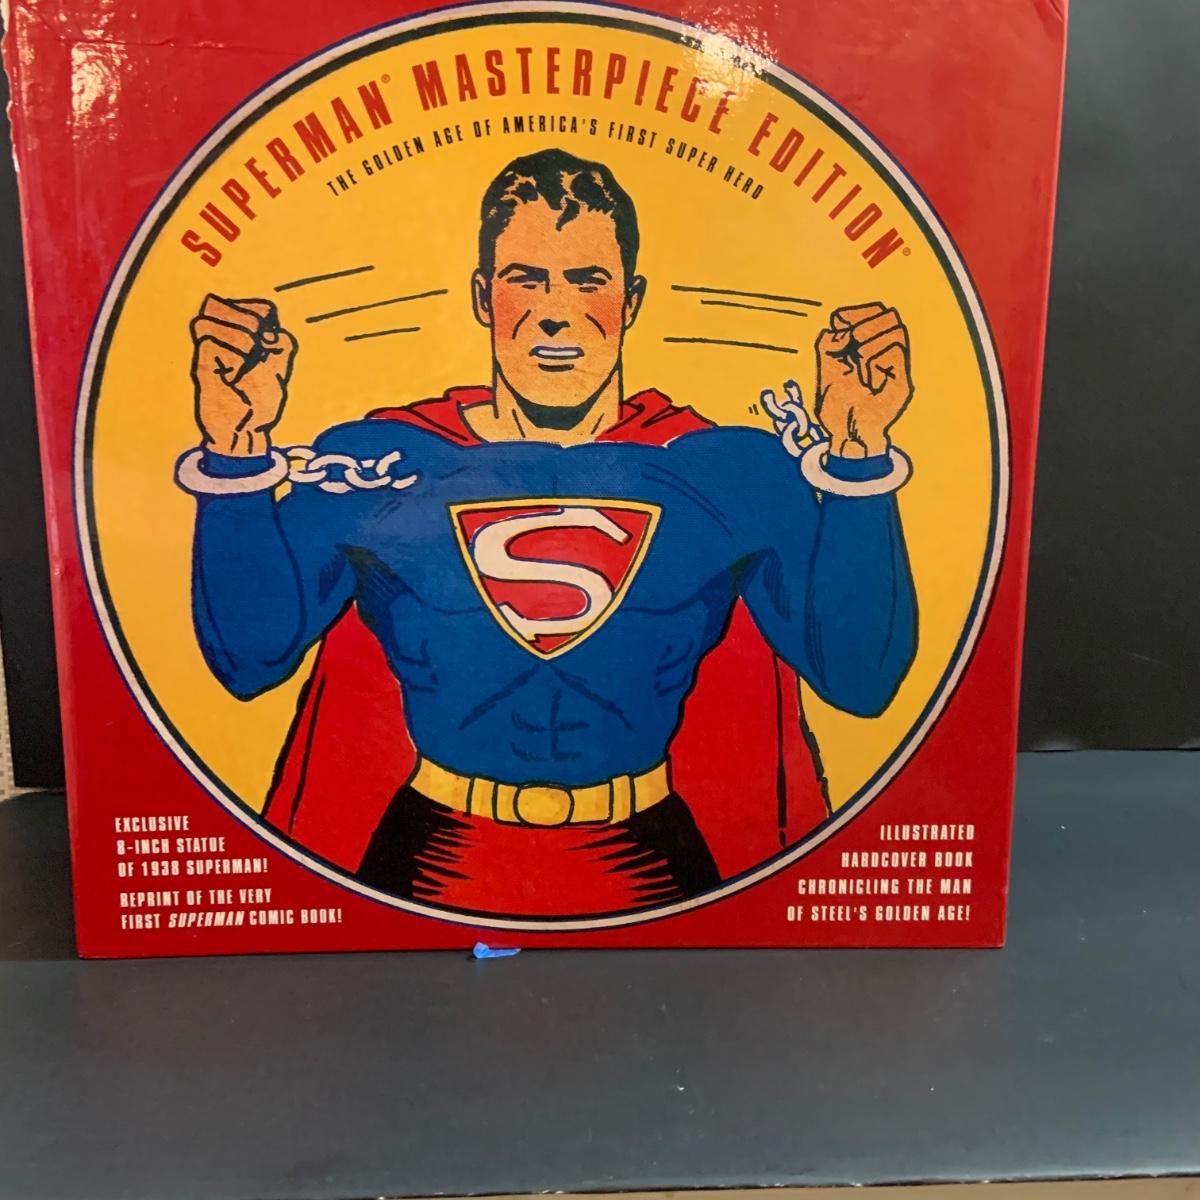 SUPERMAN® MASTERPIECE EDITION®
THE GOLDEN AGE OF AMERICA'S FIRST SUPER HERO
S
EXCLUSIVE
8-INCH STATUE
OF 1938 SUPERMAN!
REPRINT OF THE VERY
FIRST SUPERMAN COMIC BOOK!
ILLUSTRATED
HARDCOVER BOOK
CHRONICLING THE MAN
OF STEEL'S GOLDEN AGE!